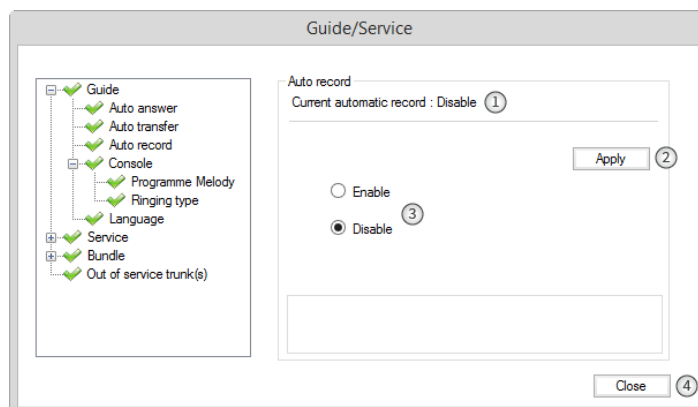 Guide/Service
Guide
Auto answer
Auto transfer
Auto record
Console
Programme Melody
Ringing type
Language
Service
Bundle
Out of service trunk(s)
Auto record
Current automatic record : Disable 1
Apply 2
Enable
3
Disable
Close 4